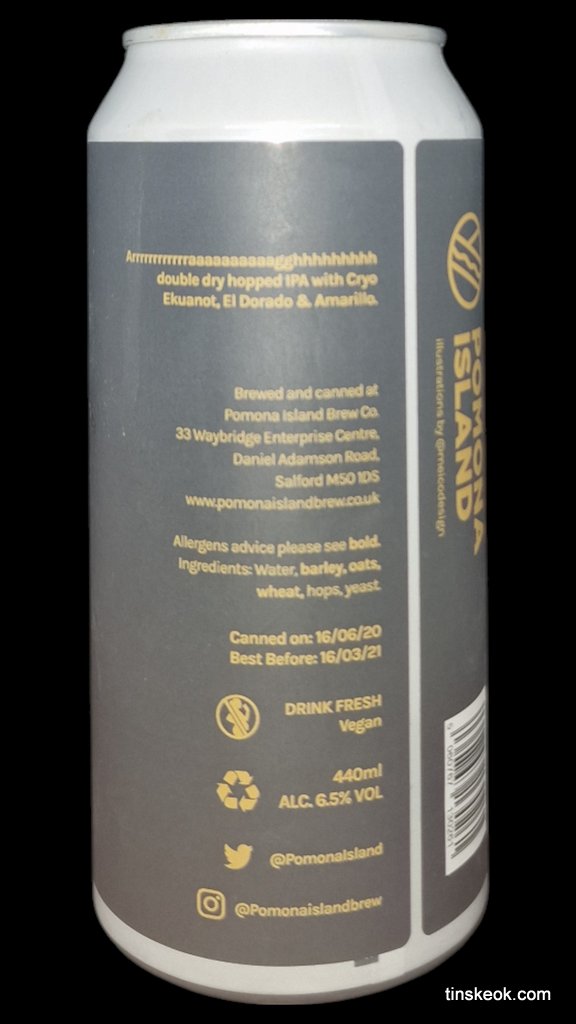 Arrrrrrrrrrrraaaaaaaaaagghhhhhhhhhh
double dry hopped IPA with Cryo
Ekuanot, El Dorado & Amarillo.
Brewed and canned at
Pomona Island Brew Co.
33 Waybridge Enterprise Centre,
Daniel Adamson Road,
Salford M50 1DS
www.pomonaislandbrew.co.uk
Allergens advice please see bold.
Ingredients: Water, barley, oats,
wheat, hops, yeast.
Canned on: 16/06/20
Best Before: 16/03/21
DRINK FRESH
Vegan
440ml
ALC. 6.5% VOL
@PomonaIsland
@Pomonaislandbrew
POMONA
ISLAND
illustrations by @meicodesign
tinskeok.com